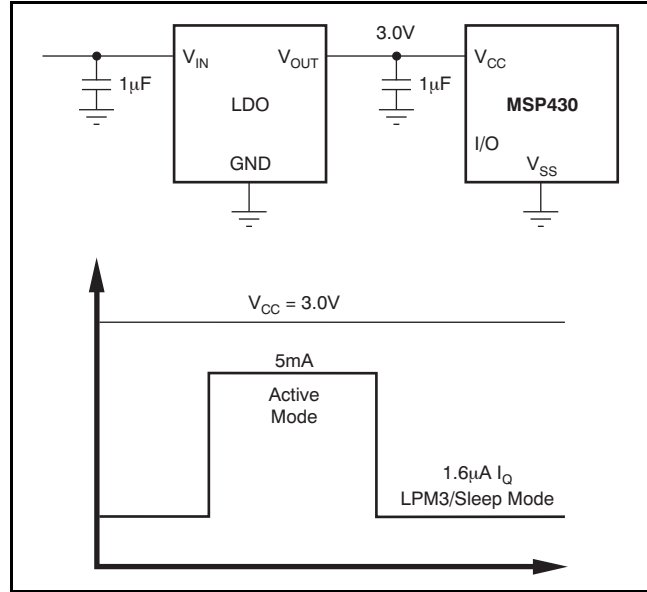 3.0V
V_IN
V_OUT
V_CC
1μF
1μF
LDO
MSP430
I/O
GND
V_SS
V_CC = 3.0V
5mA
Active
Mode
1.6μA I_Q
LPM3/Sleep Mode